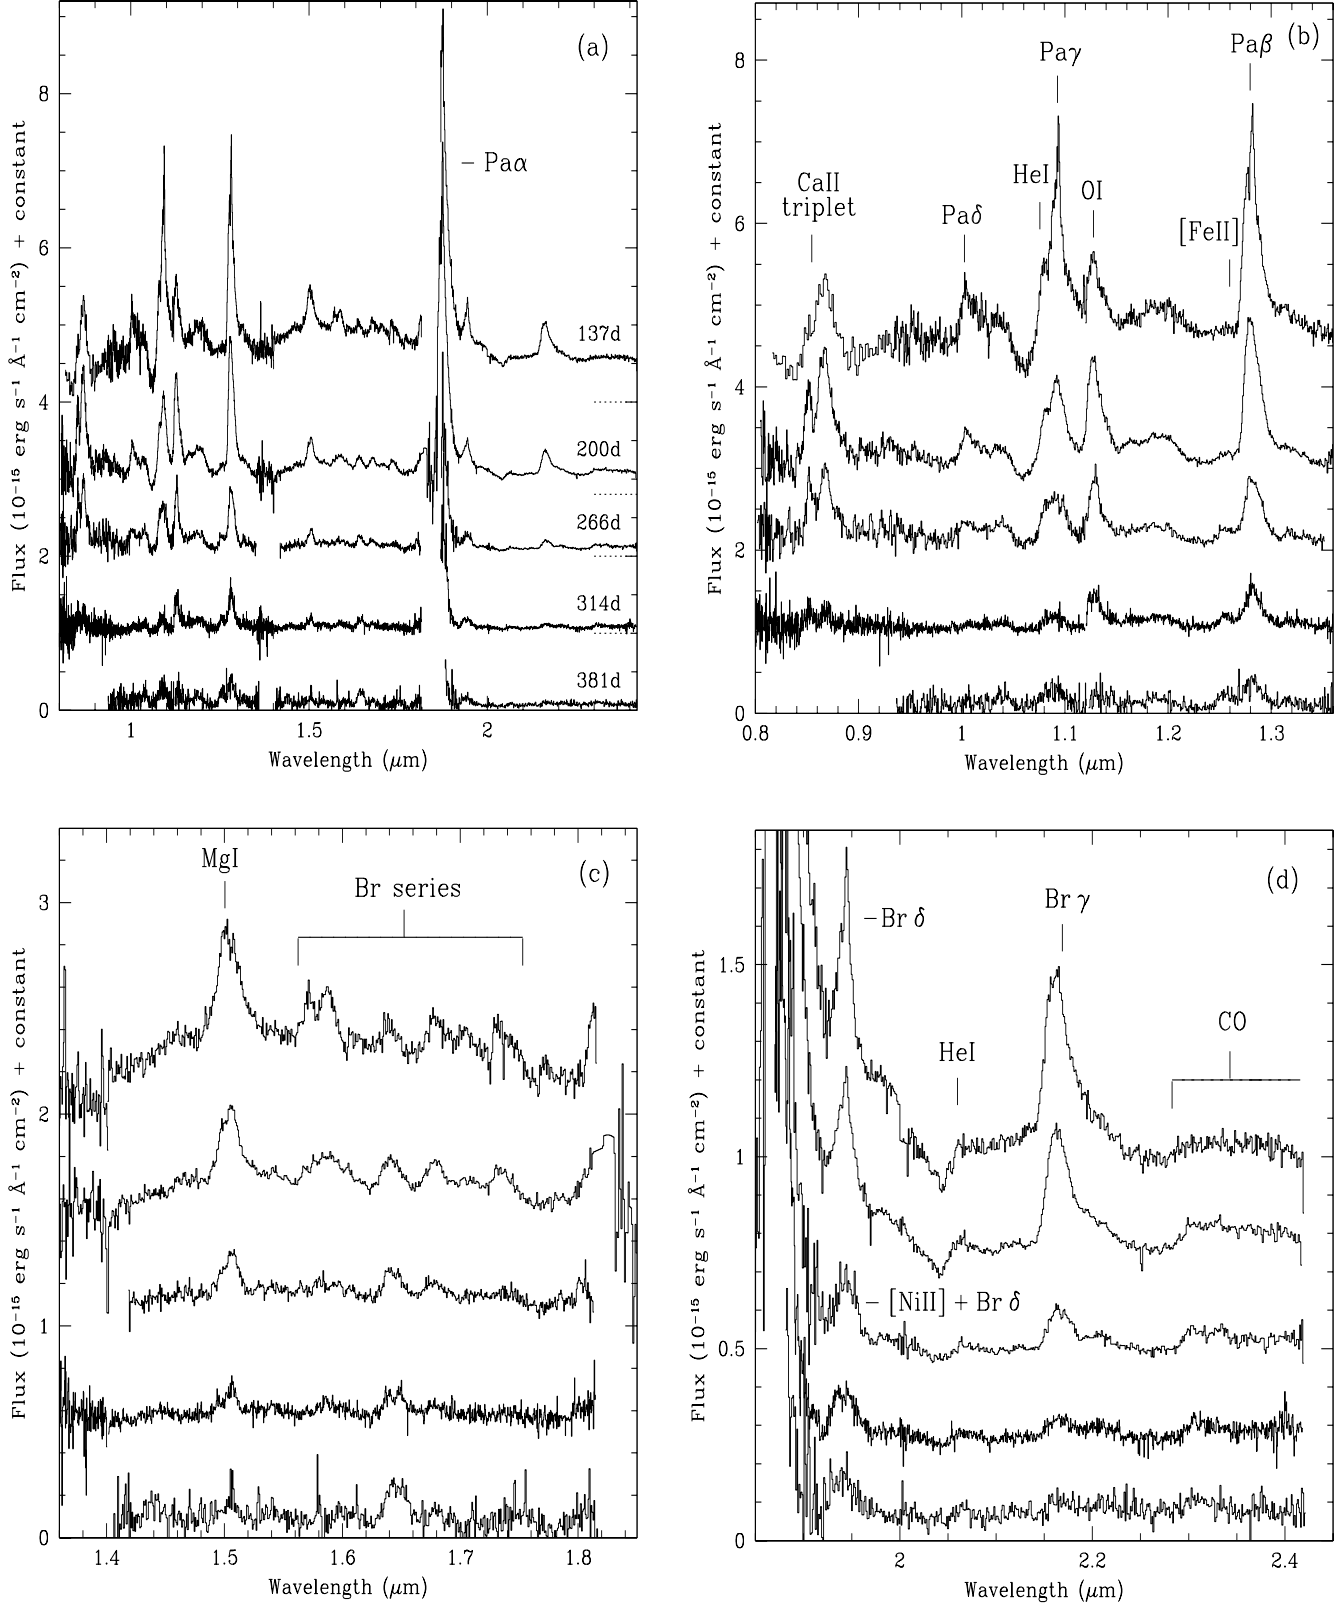 (a)
8
6
4
2
0
Flux (10⁻¹⁵ erg s⁻¹ Å⁻¹ cm⁻²) + constant
– Paα
137d
200d
266d
314d
381d
1
1.5
2
Wavelength (μm)
(b)
8
6
4
2
0
Flux (10⁻¹⁵ erg s⁻¹ Å⁻¹ cm⁻²) + constant
CaII
triplet
Paδ
HeI
Paγ
OI
[FeII]
Paβ
0.8
0.9
1
1.1
1.2
1.3
Wavelength (μm)
(c)
3
2
1
0
Flux (10⁻¹⁵ erg s⁻¹ Å⁻¹ cm⁻²) + constant
MgI
Br series
1.4
1.5
1.6
1.7
1.8
Wavelength (μm)
(d)
1.5
1
0.5
0
Flux (10⁻¹⁵ erg s⁻¹ Å⁻¹ cm⁻²) + constant
–Br δ
HeI
Br γ
CO
– [NiII] + Br δ
2
2.2
2.4
Wavelength (μm)